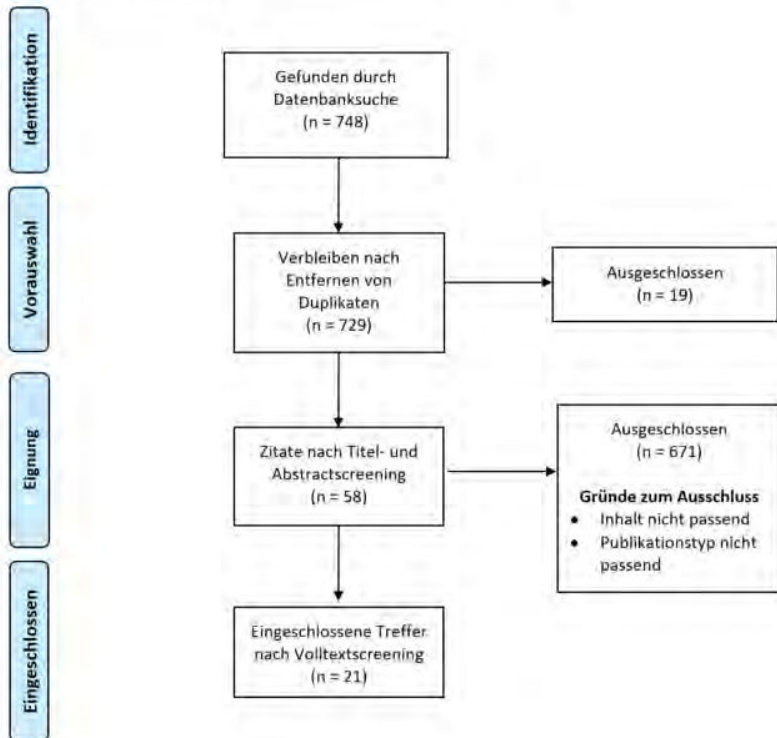 Identifikation
Gefunden durch
Datenbanksuche
(n = 748)
Vorauswahl
Verbleiben nach
Entfernen von
Duplikaten
(n = 729)
Ausgeschlossen
(n = 19)
Eignung
Zitate nach Titel- und
Abstractscreening
(n = 58)
Ausgeschlossen
(n = 671)
Gründe zum Ausschluss
• Inhalt nicht passend
• Publikationstyp nicht
passend
Eingeschlossen
Eingeschlossene Treffer
nach Volltextscreening
(n = 21)